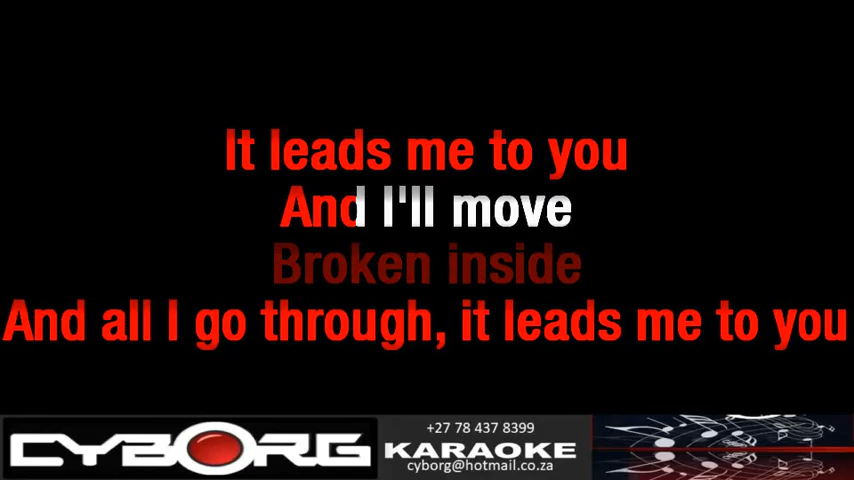 It leads me to you
And I'll move
Broken inside
And all I go through, it leads me to you
CYBORG
+27 78 437 8399
KARAOKE
cyborg@hotmail.co.za